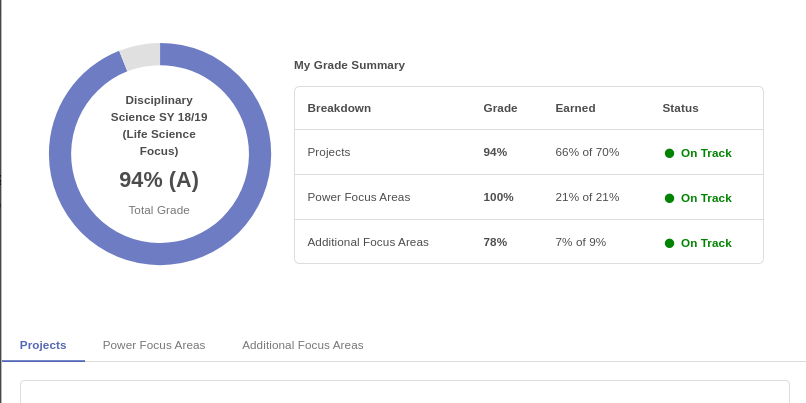 Disciplinary
Science SY 18/19
(Life Science
Focus)
94% (A)
Total Grade
My Grade Summary
Breakdown Grade Earned Status
Projects 94% 66% of 70% On Track
Power Focus Areas 100% 21% of 21% On Track
Additional Focus Areas 78% 7% of 9% On Track
Projects Power Focus Areas Additional Focus Areas